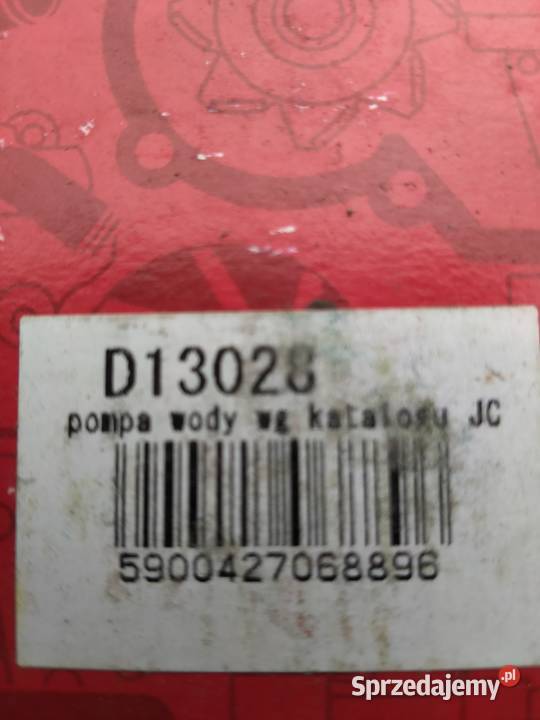 D13028
pompa wody wg katalogu JC
5900427068896
Sprzedajemy.pl